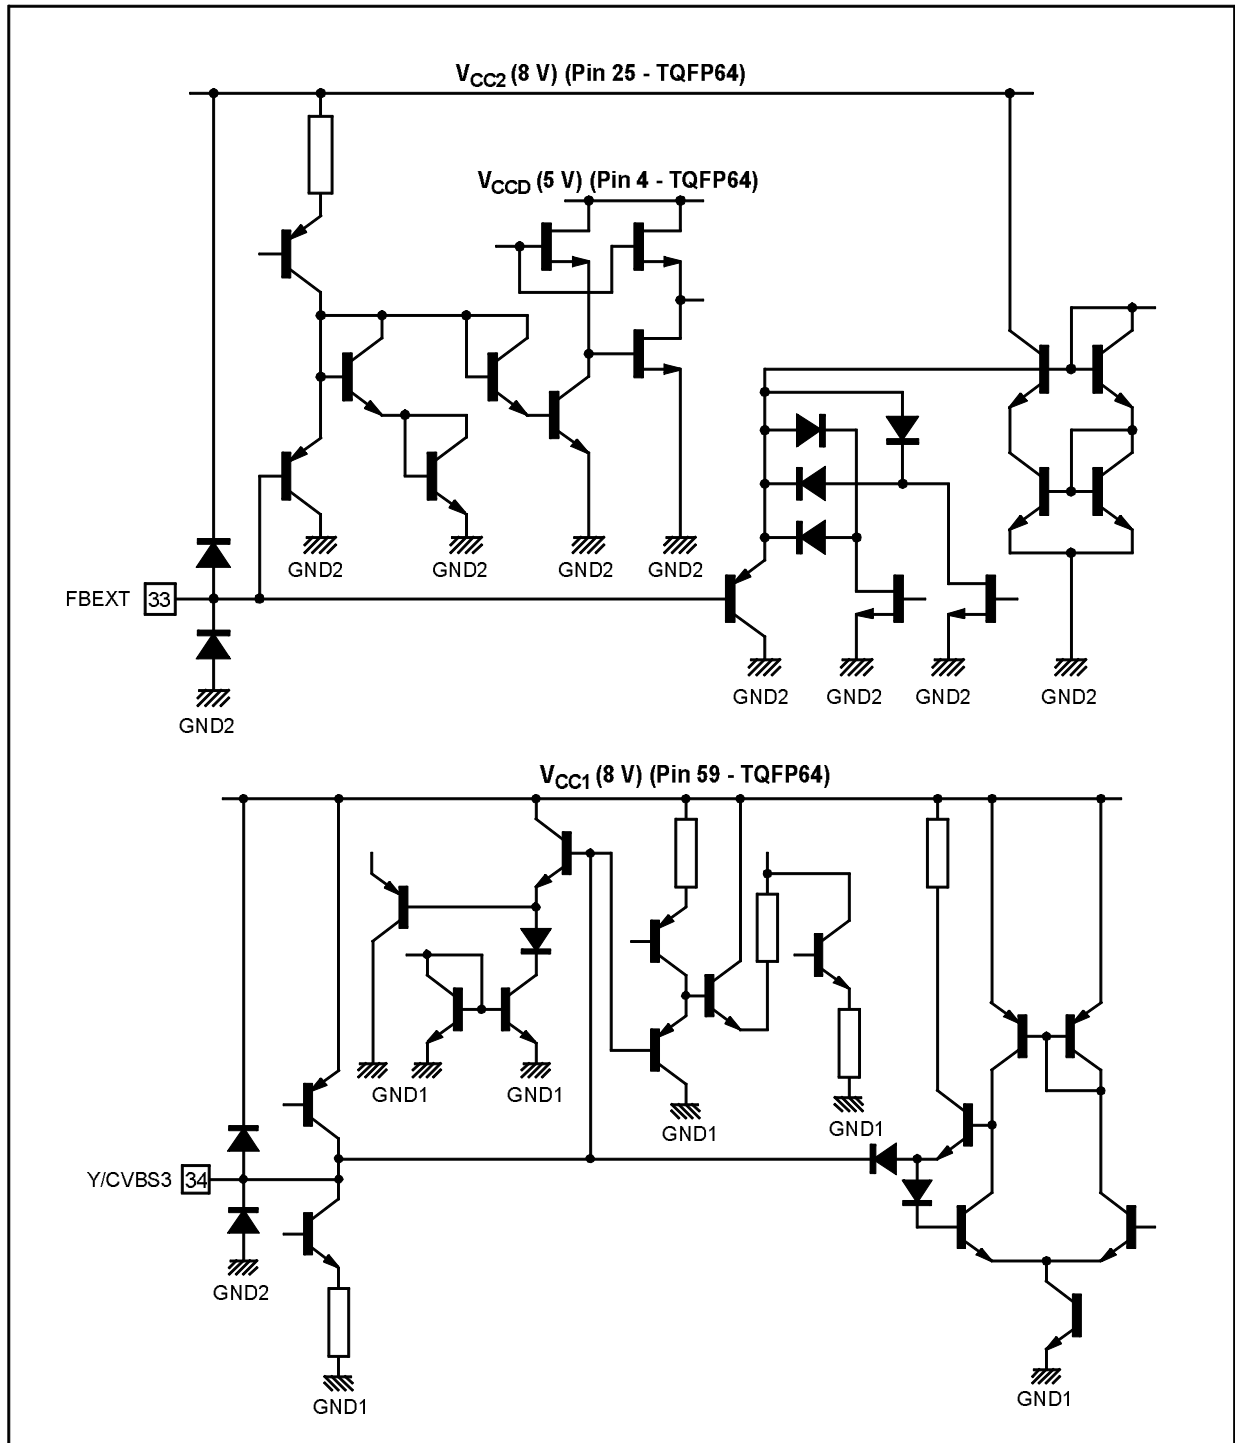 VCC2 (8 V) (Pin 25 - TQFP64)
VCCD (5 V) (Pin 4 - TQFP64)
GND2
GND2
GND2
GND2
FBEXT 33
GND2
GND2
GND2
GND2
GND2
VCC1 (8 V) (Pin 59 - TQFP64)
GND1
GND1
GND1
GND1
Y/CVBS3 34
GND2
GND1
GND1